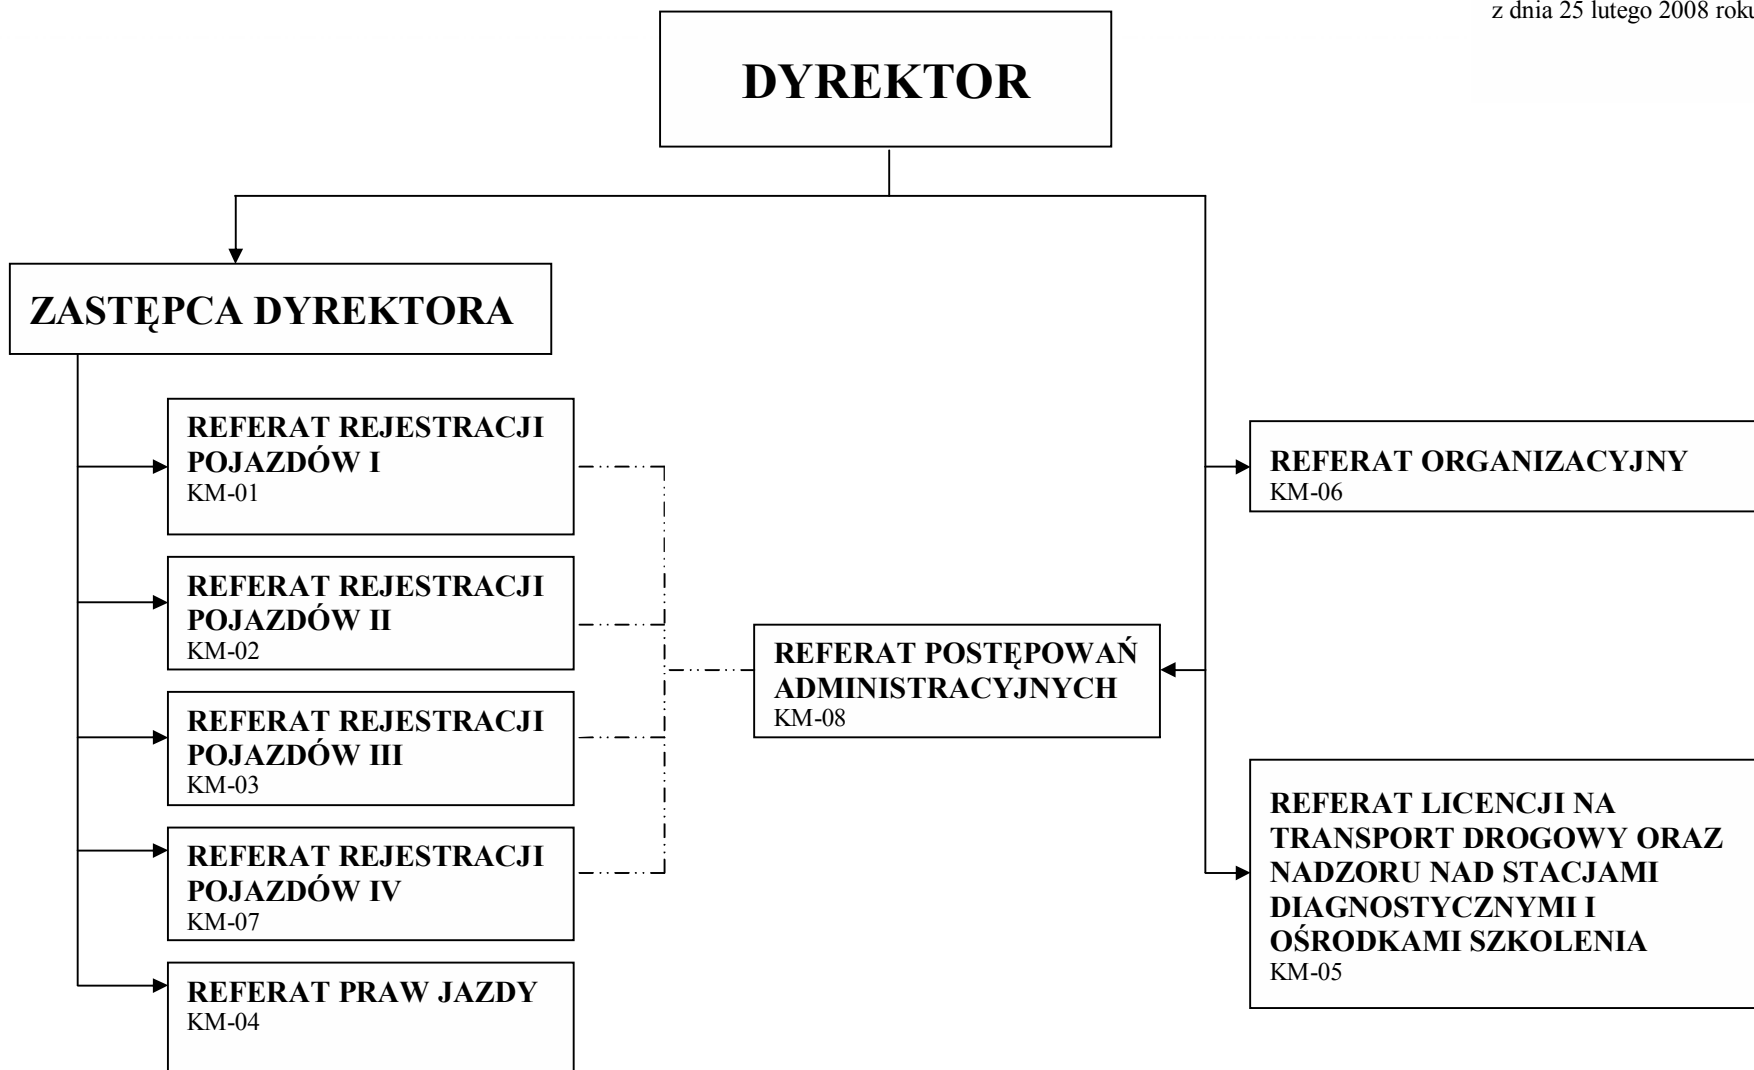 z dnia 25 lutego 2008 roku
DYREKTOR
ZASTĘPCA DYREKTORA
REFERAT REJESTRACJI
POJAZDÓW I
KM-01
REFERAT REJESTRACJI
POJAZDÓW II
KM-02
REFERAT REJESTRACJI
POJAZDÓW III
KM-03
REFERAT REJESTRACJI
POJAZDÓW IV
KM-07
REFERAT PRAW JAZDY
KM-04
REFERAT POSTĘPOWAŃ
ADMINISTRACYJNYCH
KM-08
REFERAT ORGANIZACYJNY
KM-06
REFERAT LICENCJI NA
TRANSPORT DROGOWY ORAZ
NADZORU NAD STACJAMI
DIAGNOSTYCZNYMI I
OŚRODKAMI SZKOLENIA
KM-05